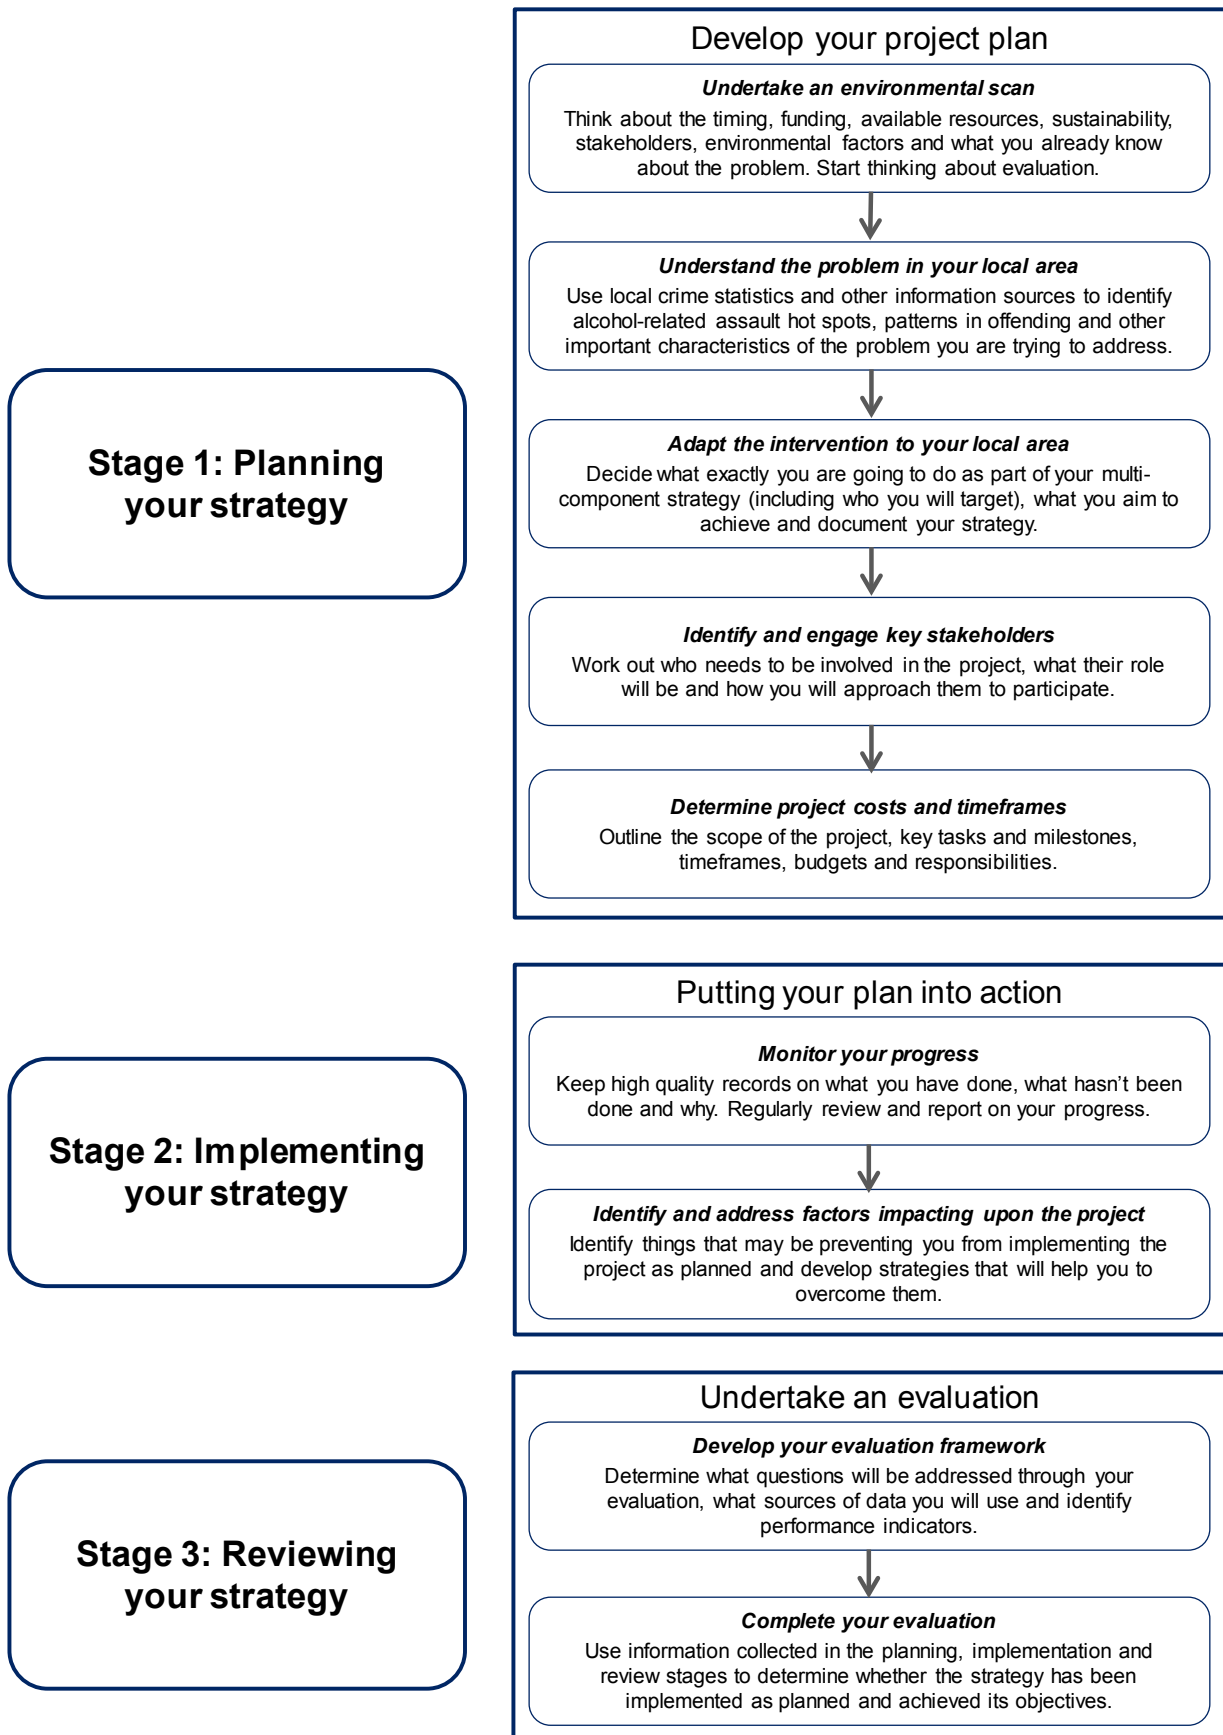 Develop your project plan
Undertake an environmental scan
Think about the timing, funding, available resources, sustainability,
stakeholders, environmental factors and what you already know
about the problem. Start thinking about evaluation.
Understand the problem in your local area
Use local crime statistics and other information sources to identify
alcohol-related assault hot spots, patterns in offending and other
important characteristics of the problem you are trying to address.
Stage 1: Planning
your strategy
Adapt the intervention to your local area
Decide what exactly you are going to do as part of your multi-
component strategy (including who you will target), what you aim to
achieve and document your strategy.
Identify and engage key stakeholders
Work out who needs to be involved in the project, what their role
will be and how you will approach them to participate.
Determine project costs and timeframes
Outline the scope of the project, key tasks and milestones,
timeframes, budgets and responsibilities.
Putting your plan into action
Monitor your progress
Keep high quality records on what you have done, what hasn't been
done and why. Regularly review and report on your progress.
Stage 2: Implementing
your strategy
Identify and address factors impacting upon the project
Identify things that may be preventing you from implementing the
project as planned and develop strategies that will help you to
overcome them.
Undertake an evaluation
Develop your evaluation framework
Determine what questions will be addressed through your
evaluation, what sources of data you will use and identify
performance indicators.
Stage 3: Reviewing
your strategy
Complete your evaluation
Use information collected in the planning, implementation and
review stages to determine whether the strategy has been
implemented as planned and achieved its objectives.